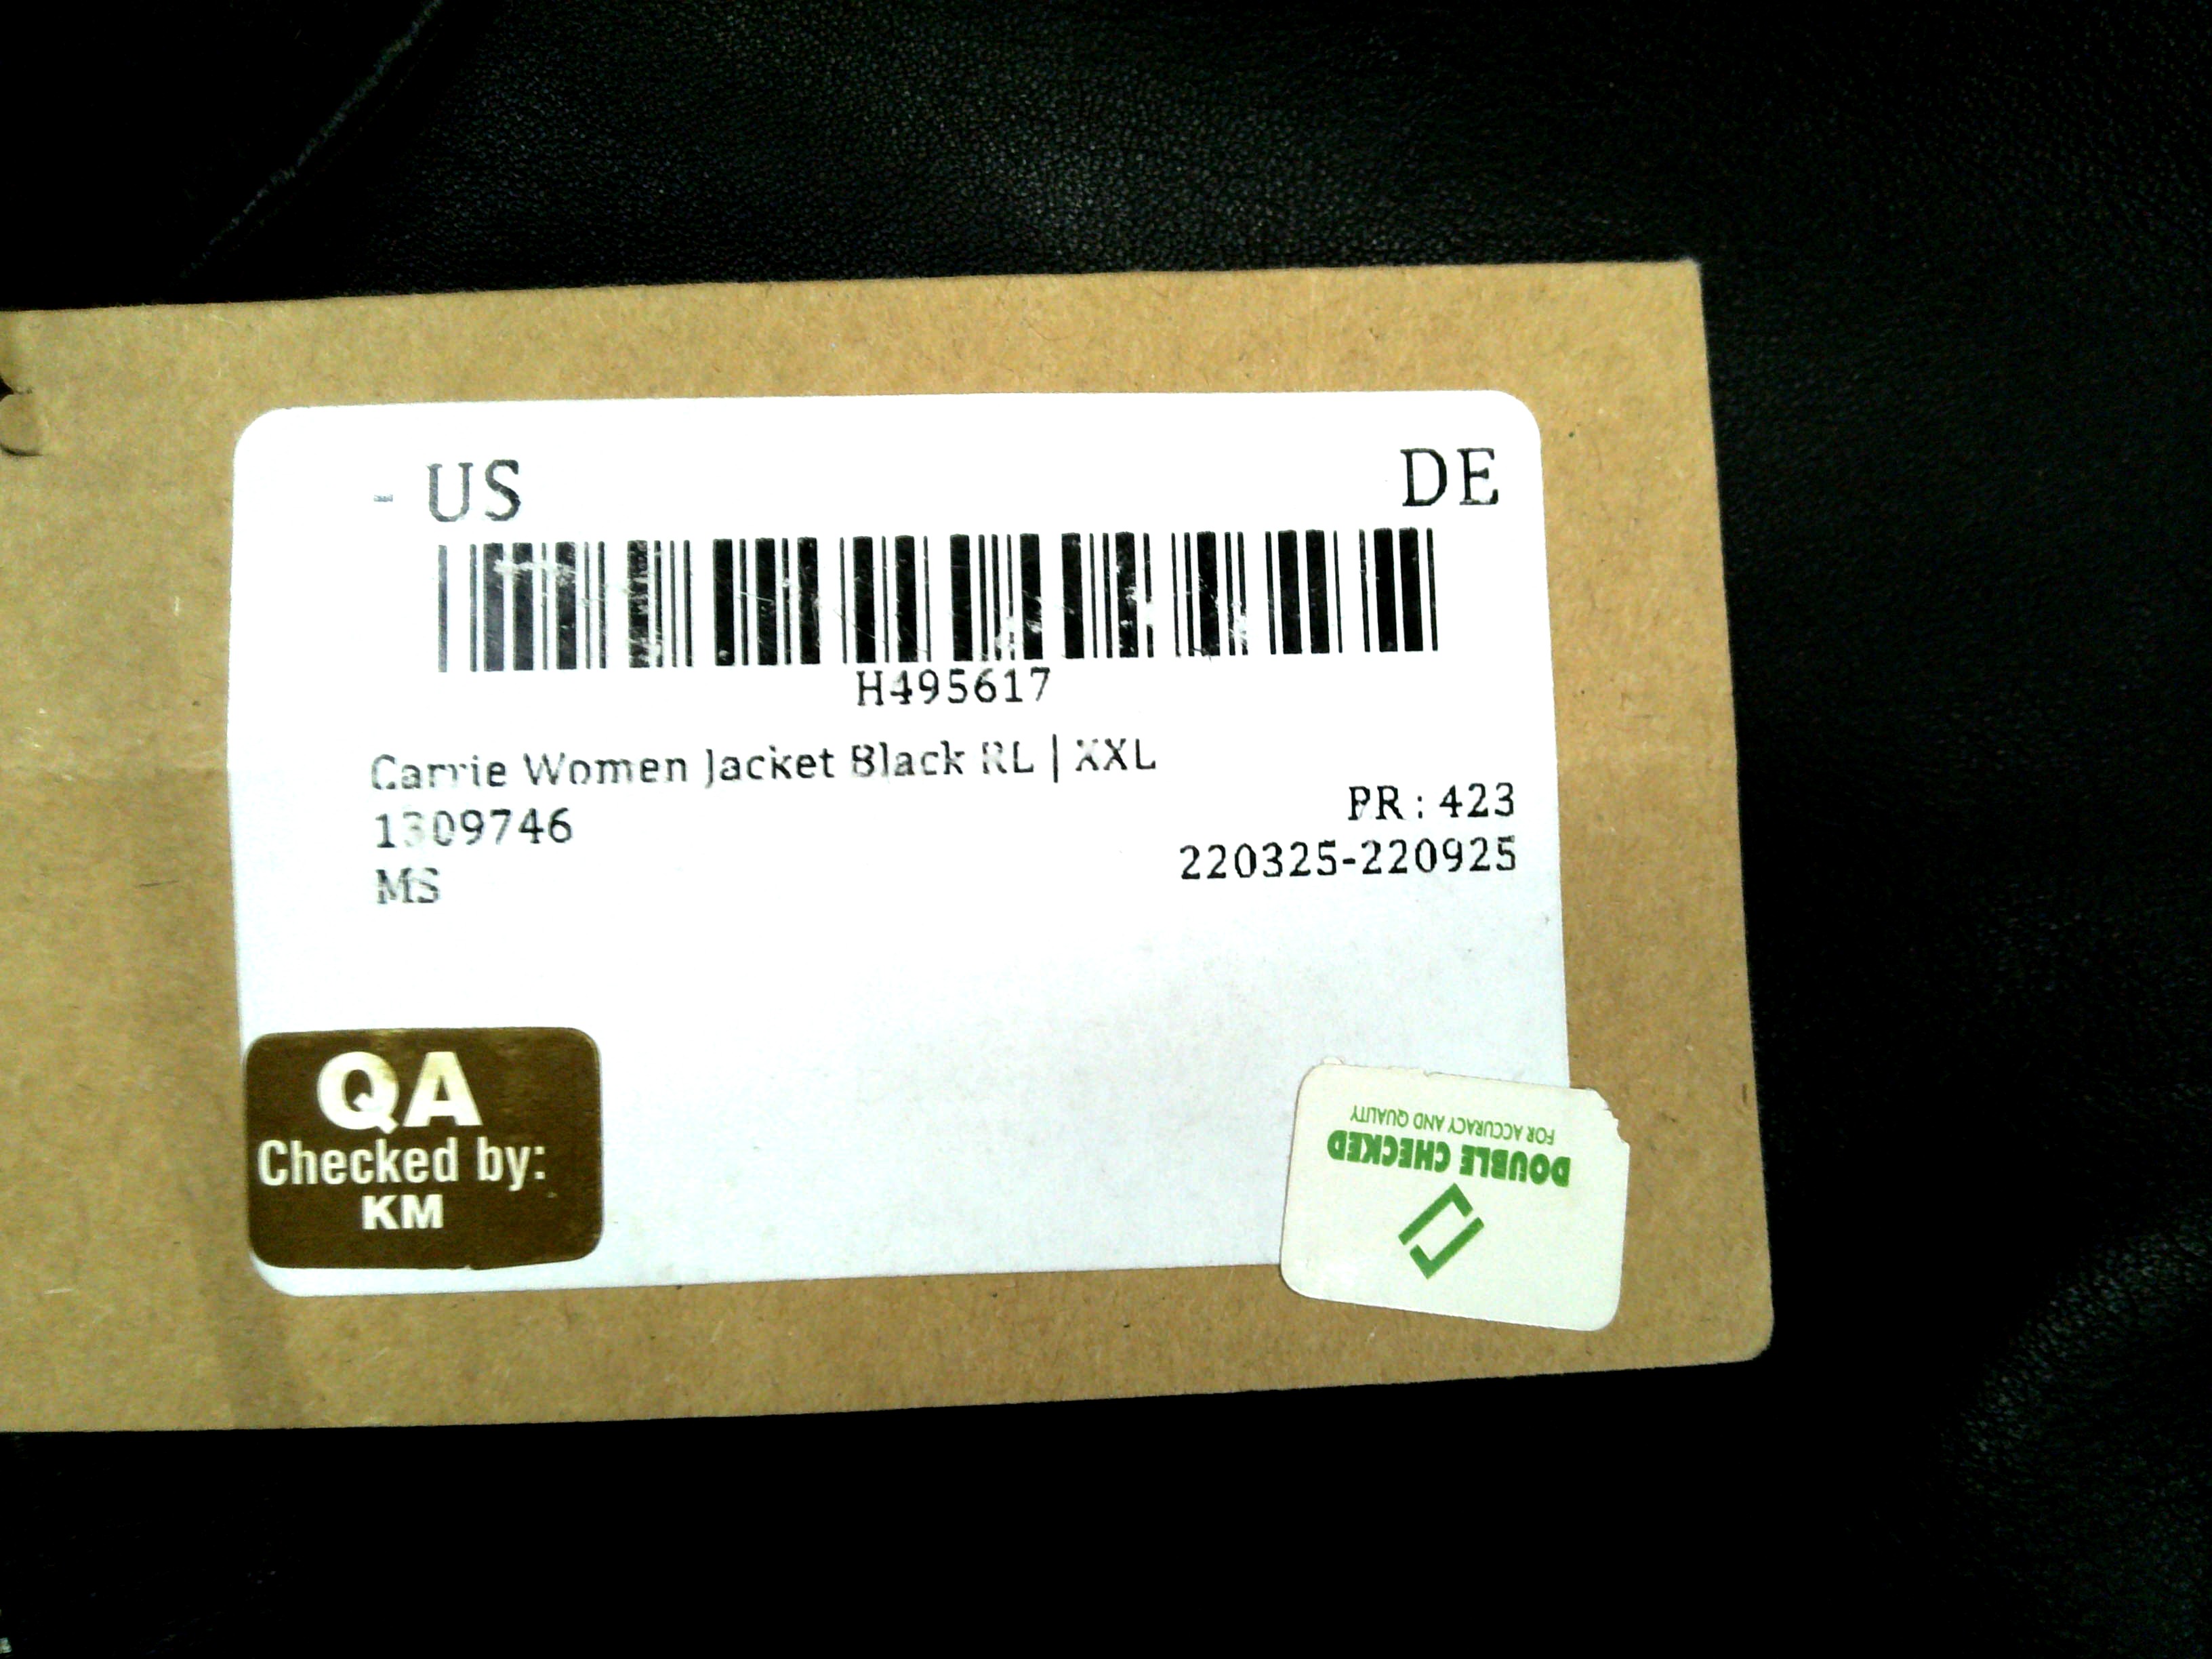 - US DE
H495617
Carrie Women Jacket Black RL | XXL
1309746
PR : 423
220325-220925
MS
QA
Checked by:
KM
DOUBLE CHECKED
FOR ACCURACY AND QUALITY